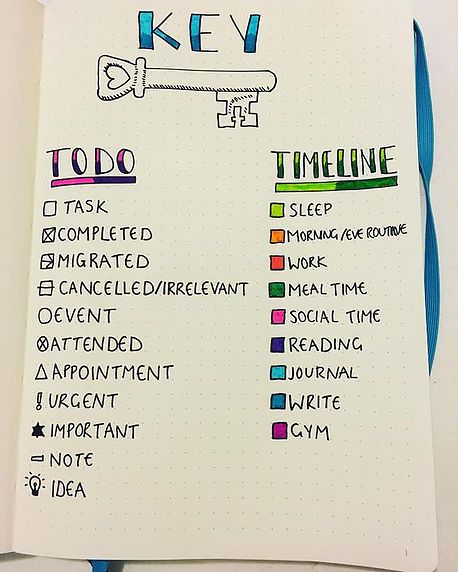 KEY
TODO
TASK
COMPLETED
MIGRATED
CANCELLED/IRRELEVANT
EVENT
ATTENDED
APPOINTMENT
URGENT
IMPORTANT
NOTE
IDEA
TIMELINE
SLEEP
MORNING/EVE ROUTINE
WORK
MEAL TIME
SOCIAL TIME
READING
JOURNAL
WRITE
GYM
1